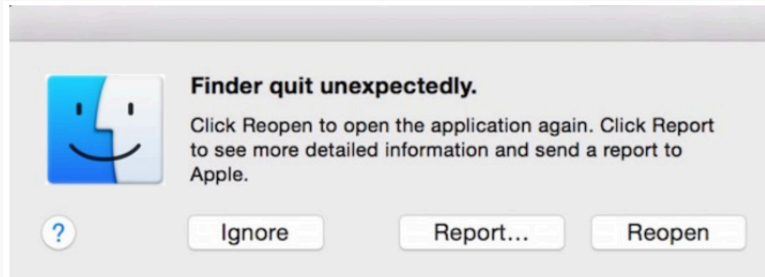 Finder quit unexpectedly.
Click Reopen to open the application again. Click Report
to see more detailed information and send a report to
Apple.
?
Ignore
Report...
Reopen